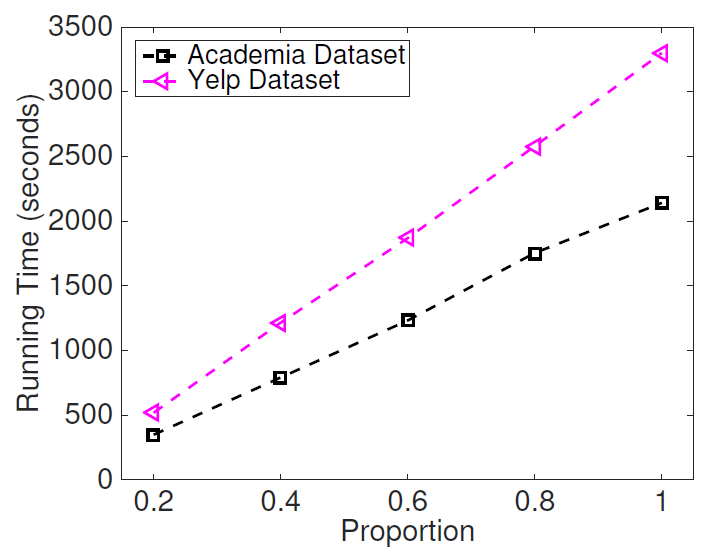 3500
3000
2500
2000
1500
1000
500
0
Running Time (seconds)
Academia Dataset
Yelp Dataset
0.2 0.4 0.6 0.8 1
Proportion